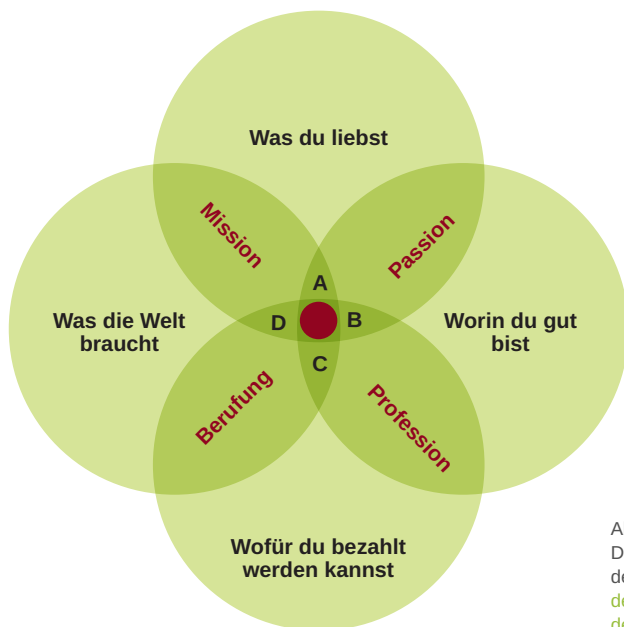 Was du liebst
Mission
Passion
A
Was die Welt
braucht
D
B
Worin du gut
bist
C
Berufung
Profession
Wofür du bezahlt
werden kannst